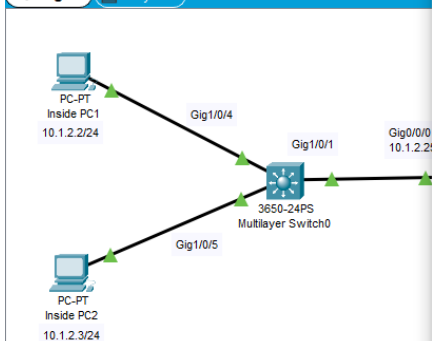 PC-PT
Inside PC1
10.1.2.2/24
Gig1/0/4
Gig1/0/1
Gig0/0/0
3650-24PS
Multilayer Switch0
Gig1/0/5
PC-PT
Inside PC2
10.1.2.3/24